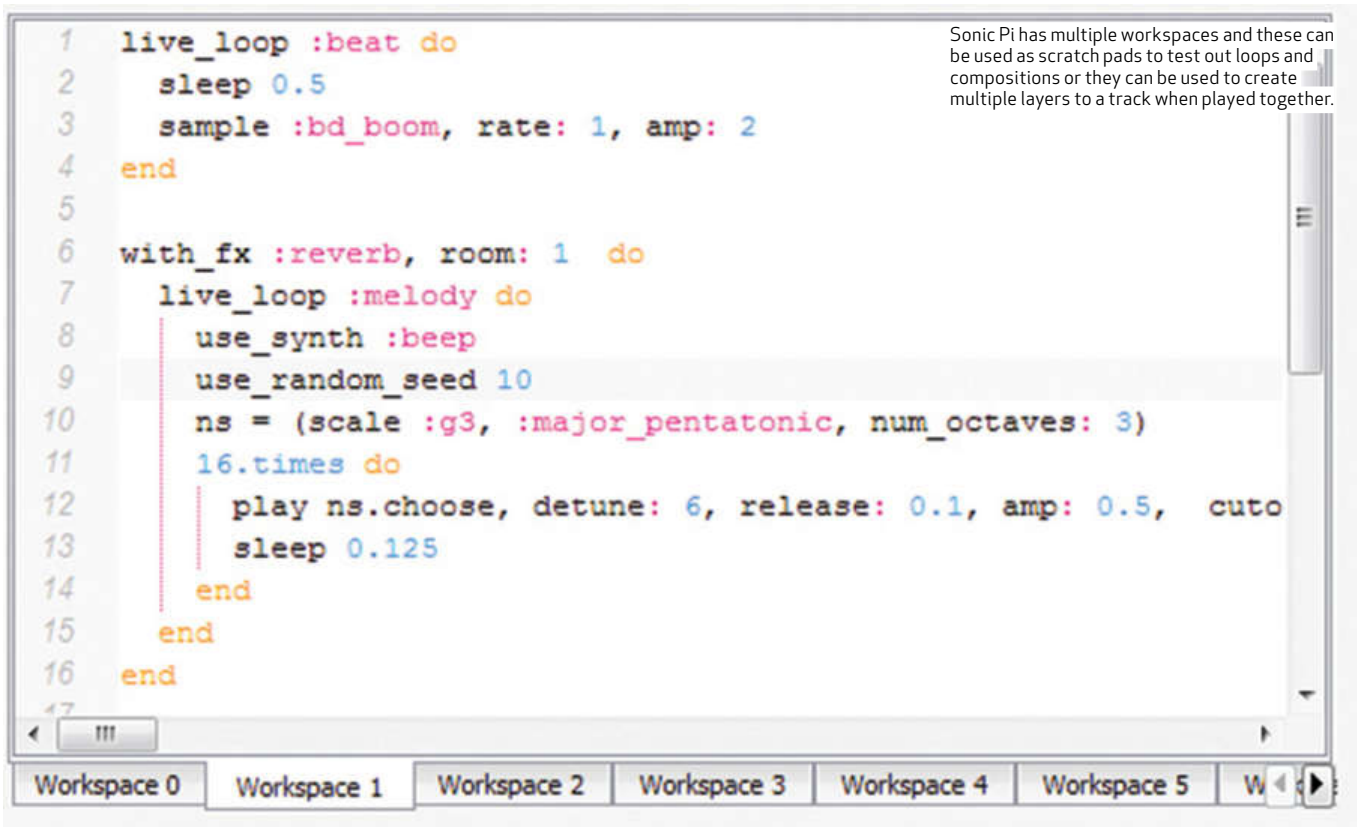 Sonic Pi has multiple workspaces and these can
be used as scratch pads to test out loops and
compositions or they can be used to create
multiple layers to a track when played together.
1 live_loop :beat do
2 sleep 0.5
3 sample :bd_boom, rate: 1, amp: 2
4 end
5
6 with_fx :reverb, room: 1 do
7 live_loop :melody do
8 use_synth :beep
9 use_random_seed 10
10 ns = (scale :g3, :major_pentatonic, num_octaves: 3)
11 16.times do
12 play ns.choose, detune: 6, release: 0.1, amp: 0.5, cuto
13 sleep 0.125
14 end
15 end
16 end
17
Workspace 0 Workspace 1 Workspace 2 Workspace 3 Workspace 4 Workspace 5